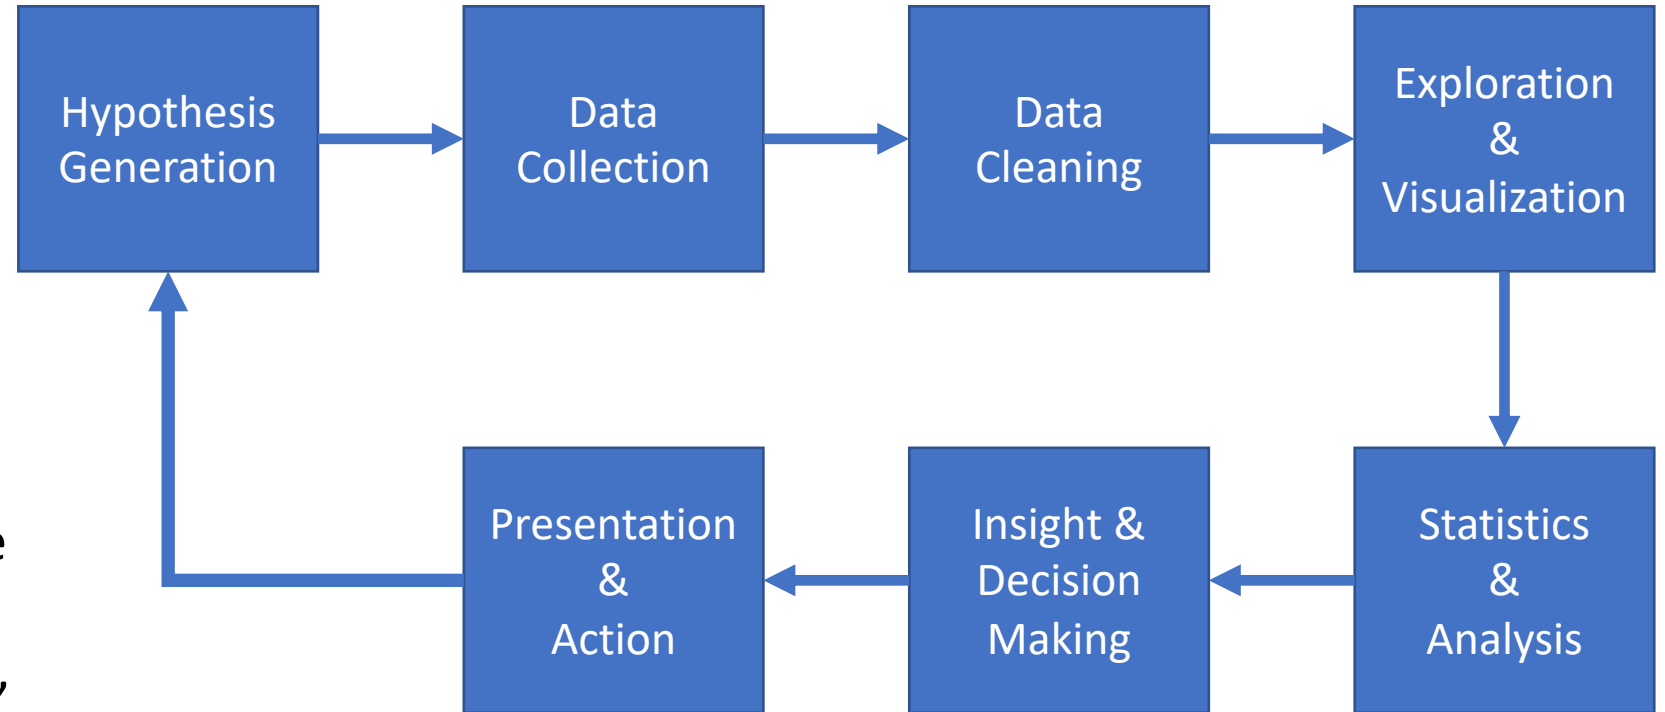 Hypothesis
Generation
Data
Collection
Data
Cleaning
Exploration
&
Visualization
Presentation
&
Action
Insight &
Decision
Making
Statistics
&
Analysis
e
,